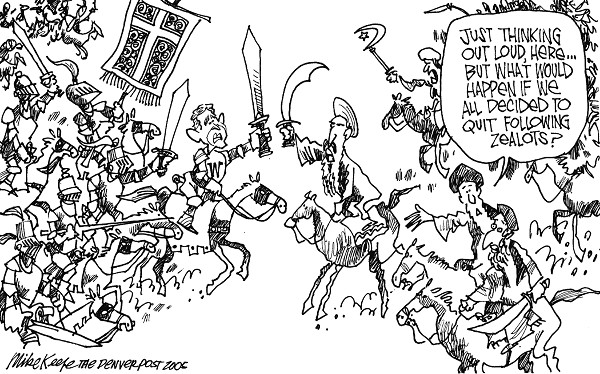 JUST THINKING
OUT LOUD, HERE...
BUT WHAT WOULD
HAPPEN IF WE
ALL DECIDED TO
QUIT FOLLOWING
ZEALOTS?
W
Mike Keefe THE DENVER POST 2006